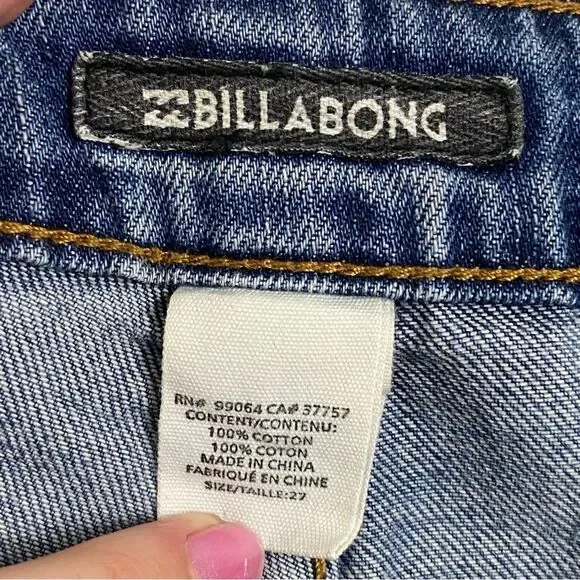 BILLABONG
RN# 99064 CA# 37757
CONTENT/CONTENU:
100% COTTON
100% COTON
MADE IN CHINA
FABRIQUÉ EN CHINE
SIZE/TAILLE:27